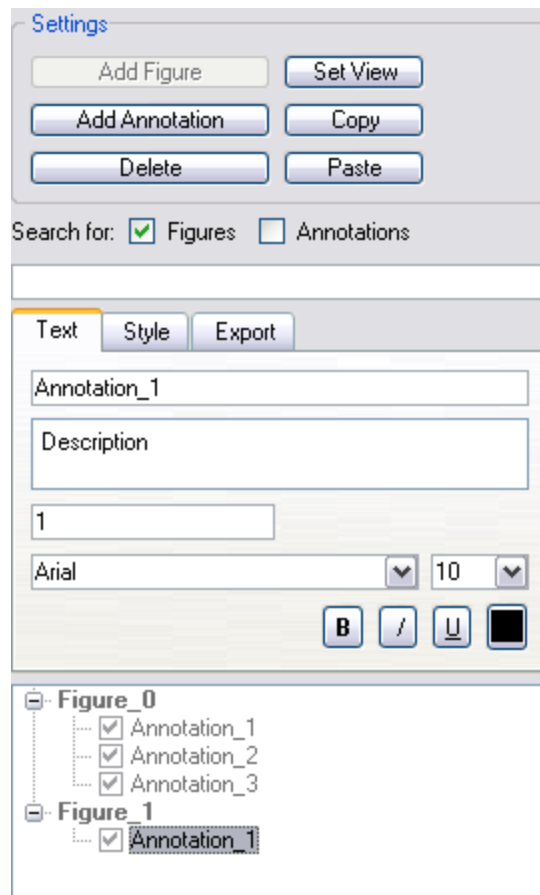 Settings
Add Figure Set View
Add Annotation Copy
Delete Paste
Search for: Figures Annotations
Text Style Export
Annotation_1
Description
1
Arial 10
B I U
Figure_0
Annotation_1
Annotation_2
Annotation_3
Figure_1
Annotation_1